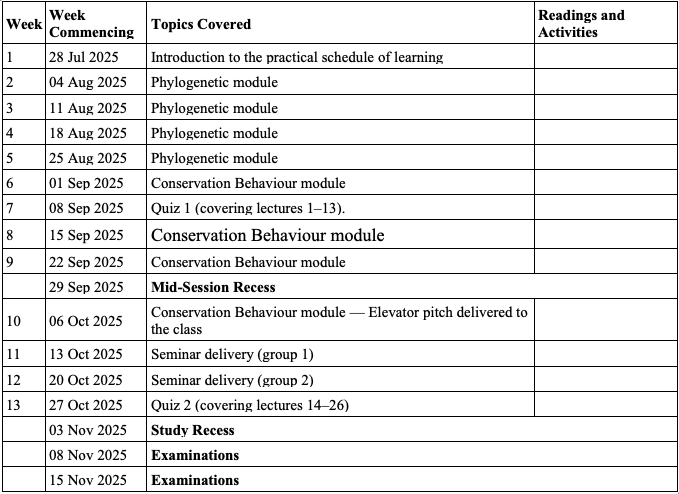 Week Week Commencing Topics Covered Readings and Activities
1 28 Jul 2025 Introduction to the practical schedule of learning
2 04 Aug 2025 Phylogenetic module
3 11 Aug 2025 Phylogenetic module
4 18 Aug 2025 Phylogenetic module
5 25 Aug 2025 Phylogenetic module
6 01 Sep 2025 Conservation Behaviour module
7 08 Sep 2025 Quiz 1 (covering lectures 1–13).
8 15 Sep 2025 Conservation Behaviour module
9 22 Sep 2025 Conservation Behaviour module
29 Sep 2025 Mid-Session Recess
10 06 Oct 2025 Conservation Behaviour module — Elevator pitch delivered to
the class
11 13 Oct 2025 Seminar delivery (group 1)
12 20 Oct 2025 Seminar delivery (group 2)
13 27 Oct 2025 Quiz 2 (covering lectures 14–26)
03 Nov 2025 Study Recess
08 Nov 2025 Examinations
15 Nov 2025 Examinations